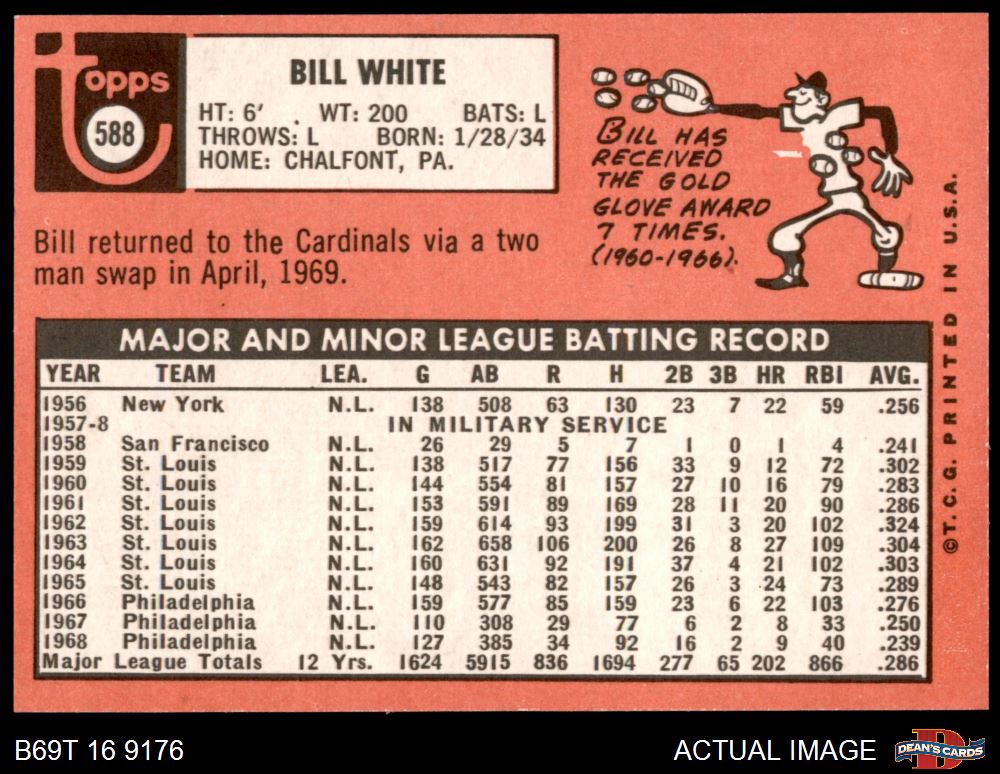 Topps
588
BILL WHITE
HT: 6' . WT: 200 BATS: L
THROWS: L BORN: 1/28/34
HOME: CHALFONT, PA.
BILL HAS
RECEIVED
THE GOLD
GLOVE AWARD
7 TIMES.
(1960-1966).
Bill returned to the Cardinals via a two
man swap in April, 1969.
MAJOR AND MINOR LEAGUE BATTING RECORD
YEAR TEAM LEA. G AB R H 2B 3B HR RBI AVG.
1956 New York N.L. 138 508 63 130 23 7 22 59 .256
1957-8 IN MILITARY SERVICE
1958 San Francisco N.L. 26 29 5 7 1 0 1 4 .241
1959 St. Louis N.L. 138 517 77 156 33 9 12 72 .302
1960 St. Louis N.L. 144 554 81 157 27 10 16 79 .283
1961 St. Louis N.L. 153 591 89 169 28 11 20 90 .286
1962 St. Louis N.L. 159 614 93 199 31 3 20 102 .324
1963 St. Louis N.L. 162 658 106 200 26 8 27 109 .304
1964 St. Louis N.L. 160 631 92 191 37 4 21 102 .303
1965 St. Louis N.L. 148 543 82 157 26 3 24 73 .289
1966 Philadelphia N.L. 159 577 85 159 23 6 22 103 .276
1967 Philadelphia N.L. 110 308 29 77 6 2 8 33 .250
1968 Philadelphia N.L. 127 385 34 92 16 2 9 40 .239
Major League Totals 12 Yrs. 1624 5915 836 1694 277 65 202 866 .286
©T.C.G. PRINTED IN U.S.A.
B69T 16 9176
ACTUAL IMAGE
D
DEAN'S CARDS